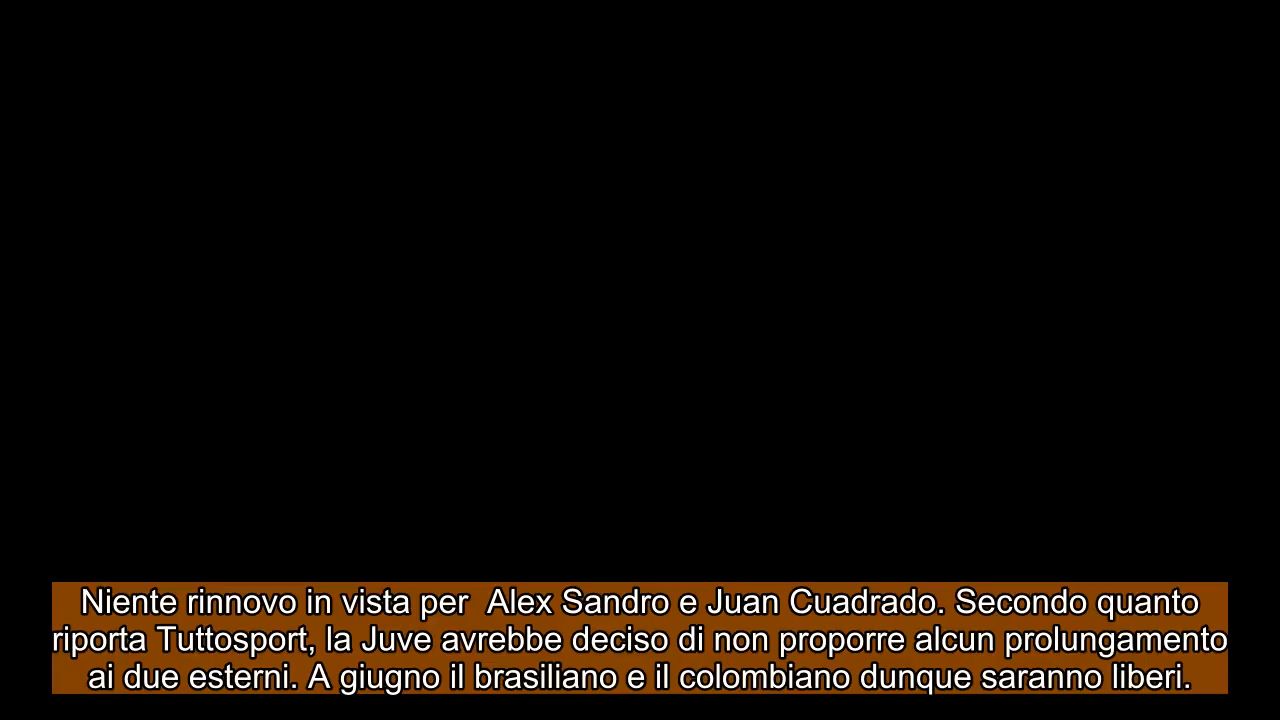 Niente rinnovo in vista per  Alex Sandro e Juan Cuadrado. Secondo quanto
riporta Tuttosport, la Juve avrebbe deciso di non proporre alcun prolungamento
ai due esterni. A giugno il brasiliano e il colombiano dunque saranno liberi.